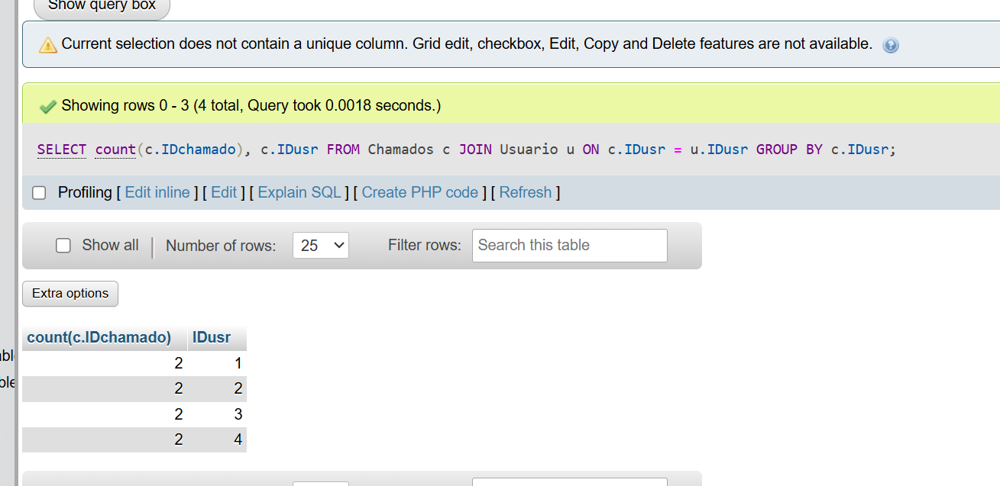 Show query box
Current selection does not contain a unique column. Grid edit, checkbox, Edit, Copy and Delete features are not available.
Showing rows 0 - 3 (4 total, Query took 0.0018 seconds.)
SELECT count(c.IDchamado), c.IDusr FROM Chamados c JOIN Usuario u ON c.IDusr = u.IDusr GROUP BY c.IDusr;
Profiling [ Edit inline ] [ Edit ] [ Explain SQL ] [ Create PHP code ] [ Refresh ]
Show all | Number of rows: 25 Filter rows: Search this table
Extra options
count(c.IDchamado) IDusr
2 1
2 2
2 3
2 4